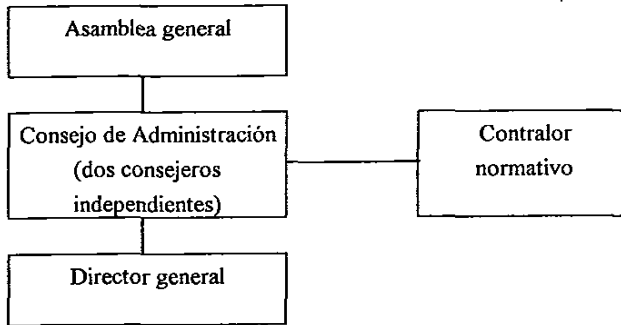 Asamblea general
Consejo de Administración
(dos consejeros
independientes)
Contralor
normativo
Director general